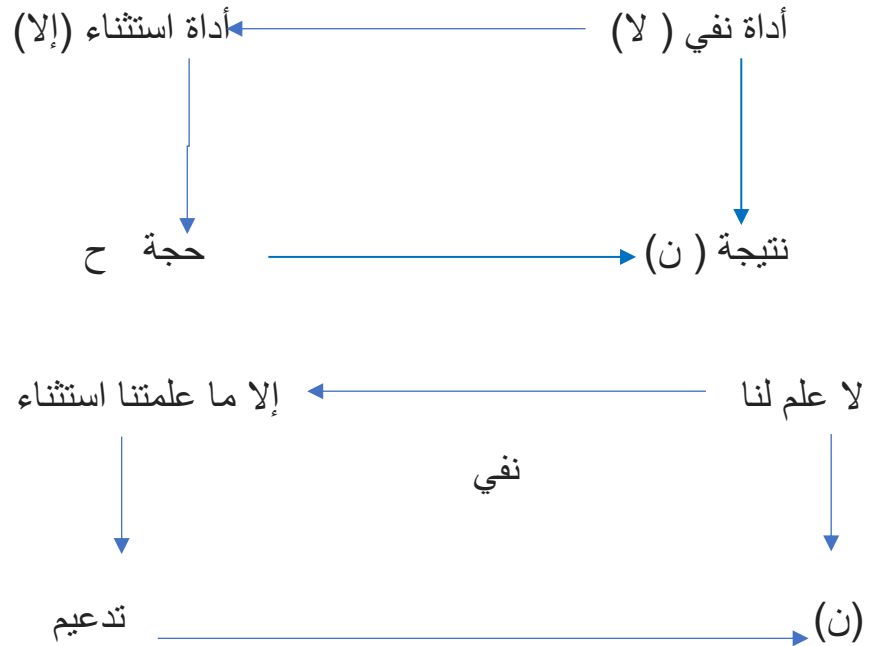 أداة نفي ( لا) أداة استثناء (إلا)
نتيجة ( ن) حجة ح
لا علم لنا إلا ما علمتنا استثناء
نفي
(ن) تدعيم